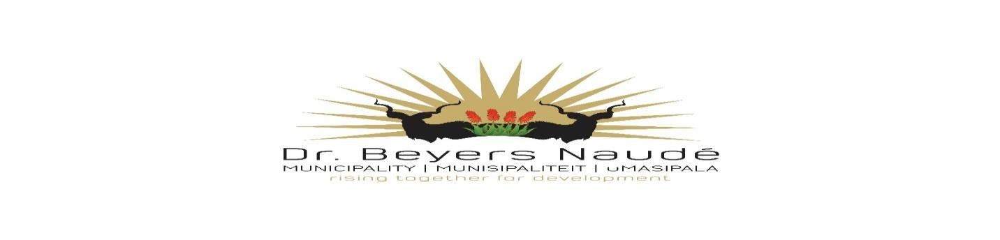 Dr. Beyers Naudé
MUNICIPALITY | MUNISIPALITEIT | uMASIPALA
rising together for development